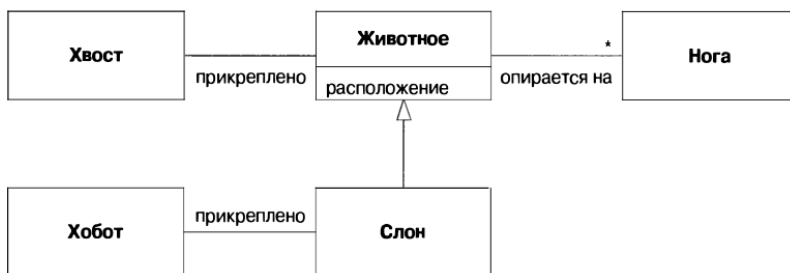 Хвост
прикреплено
Животное
расположение
*
опирается на
Нога
Хобот
прикреплено
Слон